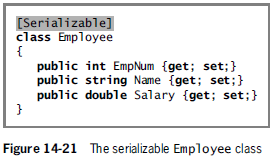 [Serializable]
class Employee
{
public int EmpNum {get; set;}
public string Name {get; set;}
public double Salary {get; set;}
}
Figure 14-21 The serializable Employee class